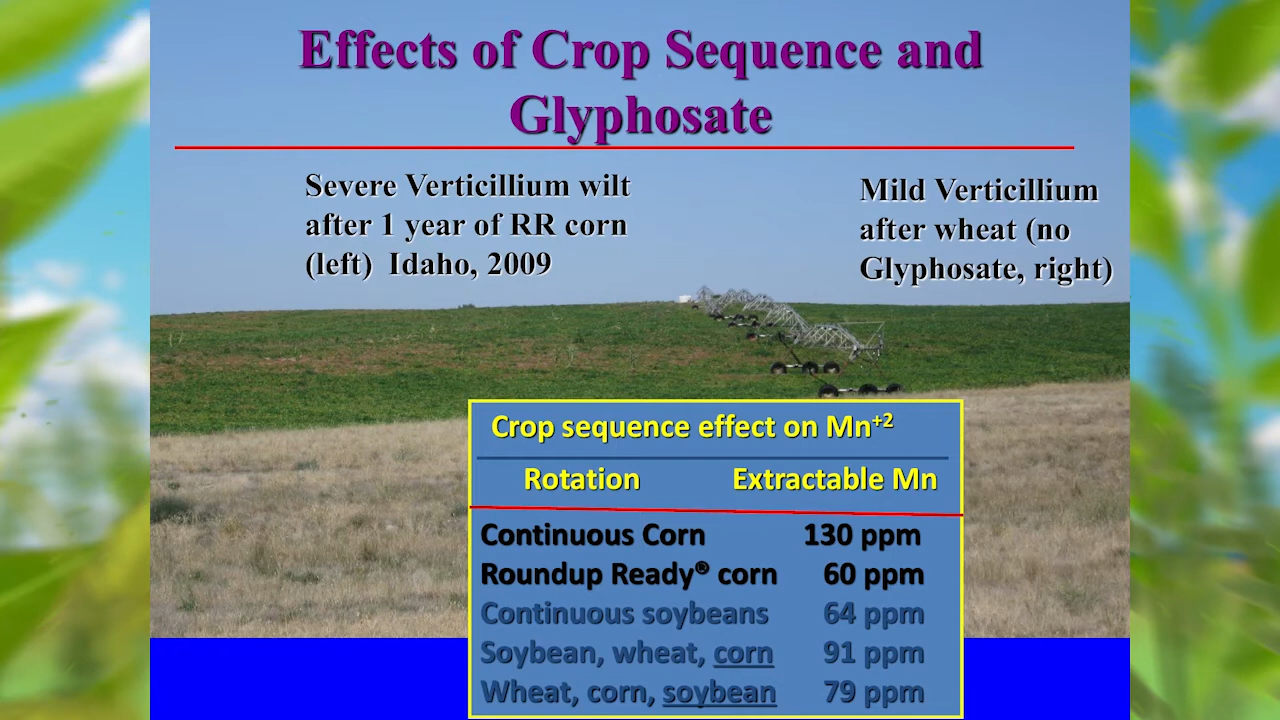 Effects of Crop Sequence and
Glyphosate
Severe Verticillium wilt
after 1 year of RR corn
(left)  Idaho, 2009
Mild Verticillium
after wheat (no
Glyphosate, right)
Crop sequence effect on Mn⁺²
Rotation Extractable Mn
Continuous Corn 130 ppm
Roundup Ready® corn 60 ppm
Continuous soybeans 64 ppm
Soybean, wheat, corn 91 ppm
Wheat, corn, soybean 79 ppm